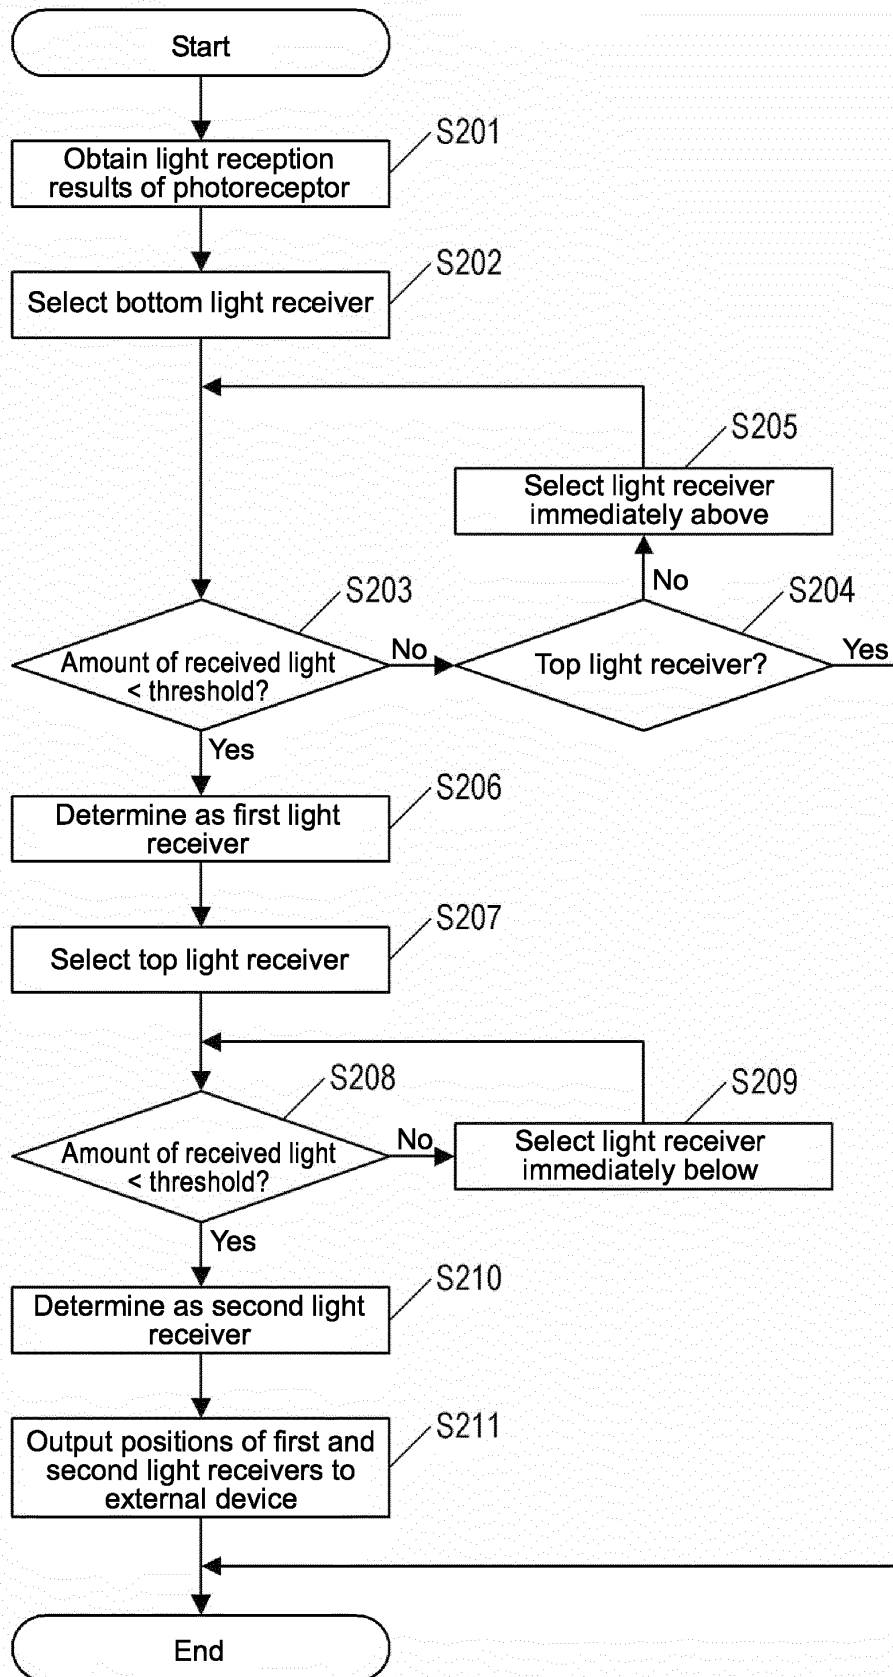 Start
S201
Obtain light reception
results of photoreceptor
S202
Select bottom light receiver
S205
Select light receiver
immediately above
No
S203
Amount of received light
< threshold?
No
S204
Top light receiver?
Yes
Yes
S206
Determine as first light
receiver
S207
Select top light receiver
S208
Amount of received light
< threshold?
No
S209
Select light receiver
immediately below
Yes
S210
Determine as second light
receiver
S211
Output positions of first and
second light receivers to
external device
End